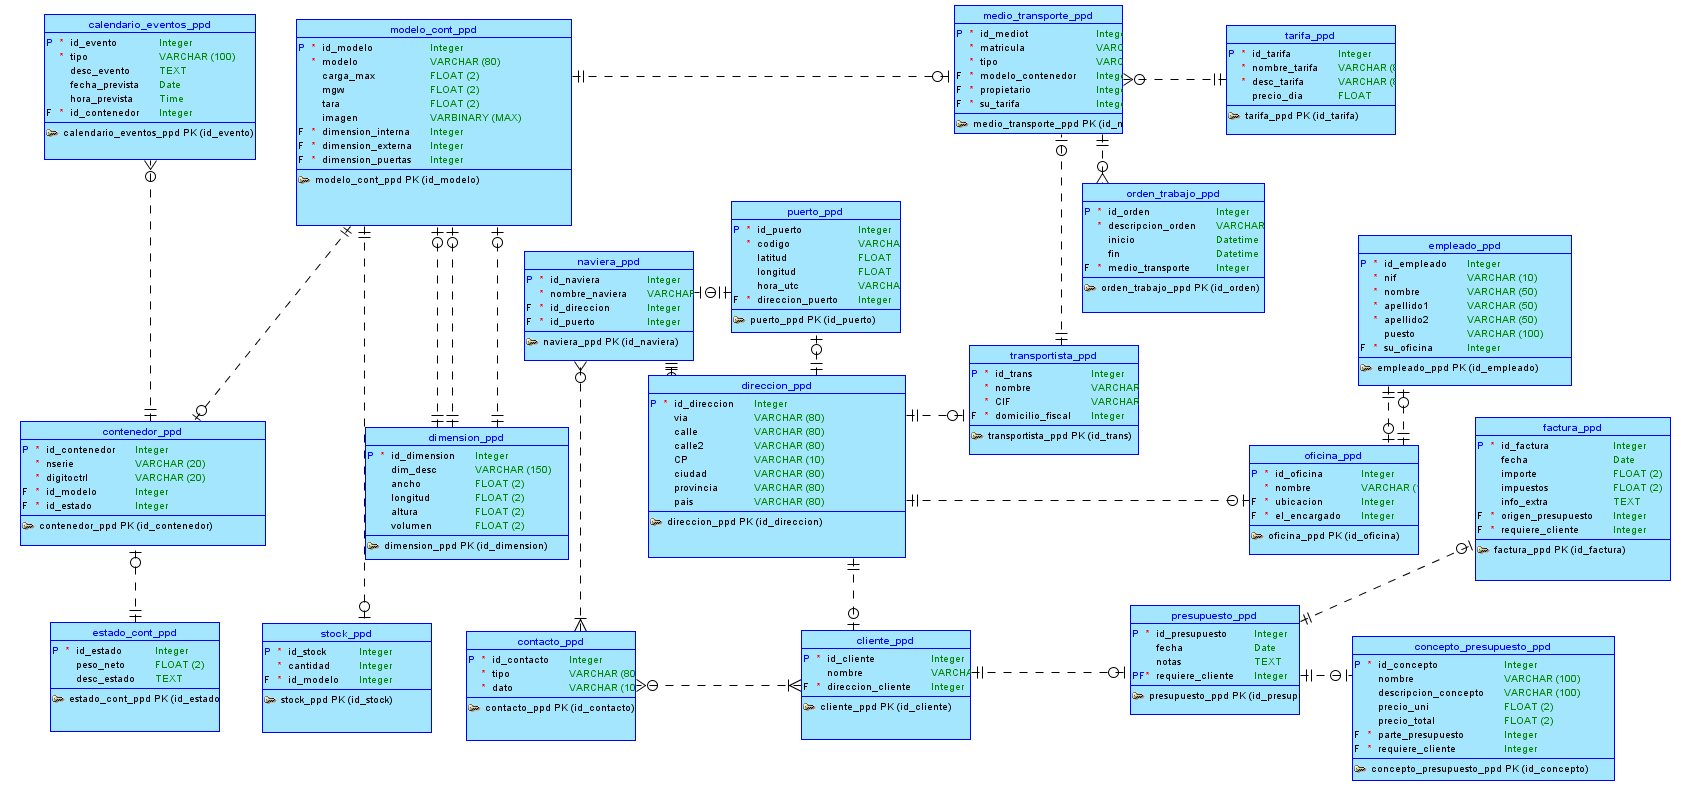 calendario_eventos_ppd
P * id_evento Integer
* tipo VARCHAR (100)
desc_evento TEXT
fecha_prevista Date
hora_prevista Time
F * id_contenedor Integer
calendario_eventos_ppd PK (id_evento)
modelo_cont_ppd
P * id_modelo Integer
* modelo VARCHAR (80)
carga_max FLOAT (2)
mgw FLOAT (2)
tara FLOAT (2)
imagen VARBINARY (MAX)
F * dimension_interna Integer
F * dimension_externa Integer
F * dimension_puertas Integer
modelo_cont_ppd PK (id_modelo)
medio_transporte_ppd
P * id_mediot Integ
* matricula VARC
* tipo VARC
F * modelo_contenedor Integ
F * propietario Integ
F * su_tarifa Integ
medio_transporte_ppd PK (id_n
tarifa_ppd
P * id_tarifa Integer
* nombre_tarifa VARCHAR (8
* desc_tarifa VARCHAR (8
precio_dia FLOAT
tarifa_ppd PK (id_tarifa)
orden_trabajo_ppd
P * id_orden Integer
* descripcion_orden VARCHAR
inicio Datetime
fin Datetime
F * medio_transporte Integer
orden_trabajo_ppd PK (id_orden)
puerto_ppd
P * id_puerto Integer
* codigo VARCHA
latitud FLOAT
longitud FLOAT
hora_utc VARCHA
F * direccion_puerto Integer
puerto_ppd PK (id_puerto)
naviera_ppd
P * id_naviera Integer
* nombre_naviera VARCHAR
F * id_direccion Integer
F * id_puerto Integer
naviera_ppd PK (id_naviera)
empleado_ppd
P * id_empleado Integer
* nif VARCHAR (10)
* nombre VARCHAR (50)
* apellido1 VARCHAR (50)
* apellido2 VARCHAR (50)
puesto VARCHAR (100)
F * su_oficina Integer
empleado_ppd PK (id_empleado)
transportista_ppd
P * id_trans Integer
* nombre VARCHAR
* CIF VARCHAR
F * domicilio_fiscal Integer
transportista_ppd PK (id_trans)
direccion_ppd
P * id_direccion Integer
via VARCHAR (80)
calle VARCHAR (80)
calle2 VARCHAR (80)
CP VARCHAR (10)
ciudad VARCHAR (80)
provincia VARCHAR (80)
pais VARCHAR (80)
direccion_ppd PK (id_direccion)
contenedor_ppd
P * id_contenedor Integer
* nserie VARCHAR (20)
* digitoctrl VARCHAR (20)
F * id_modelo Integer
F * id_estado Integer
contenedor_ppd PK (id_contenedor)
dimension_ppd
P * id_dimension Integer
dim_desc VARCHAR (150)
ancho FLOAT (2)
longitud FLOAT (2)
altura FLOAT (2)
volumen FLOAT (2)
dimension_ppd PK (id_dimension)
oficina_ppd
P * id_oficina Integer
* nombre VARCHAR (
F * ubicacion Integer
F * el_encargado Integer
oficina_ppd PK (id_oficina)
factura_ppd
P * id_factura Integer
fecha Date
importe FLOAT (2)
impuestos FLOAT (2)
info_extra TEXT
F * origen_presupuesto Integer
F * requiere_cliente Integer
factura_ppd PK (id_factura)
estado_cont_ppd
P * id_estado Integer
peso_neto FLOAT (2)
desc_estado TEXT
estado_cont_ppd PK (id_estado
stock_ppd
P * id_stock Integer
* cantidad Integer
F * id_modelo Integer
stock_ppd PK (id_stock)
contacto_ppd
P * id_contacto Integer
* tipo VARCHAR (80
* dato VARCHAR (10
contacto_ppd PK (id_contacto)
cliente_ppd
P * id_cliente Integer
nombre VARCHA
F * direccion_cliente Integer
cliente_ppd PK (id_cliente)
presupuesto_ppd
P * id_presupuesto Integer
fecha Date
notas TEXT
PF* requiere_cliente Integer
presupuesto_ppd PK (id_presup
concepto_presupuesto_ppd
P * id_concepto Integer
nombre VARCHAR (100)
descripcion_concepto VARCHAR (100)
precio_uni FLOAT (2)
precio_total FLOAT (2)
F * parte_presupuesto Integer
F * requiere_cliente Integer
concepto_presupuesto_ppd PK (id_concepto)